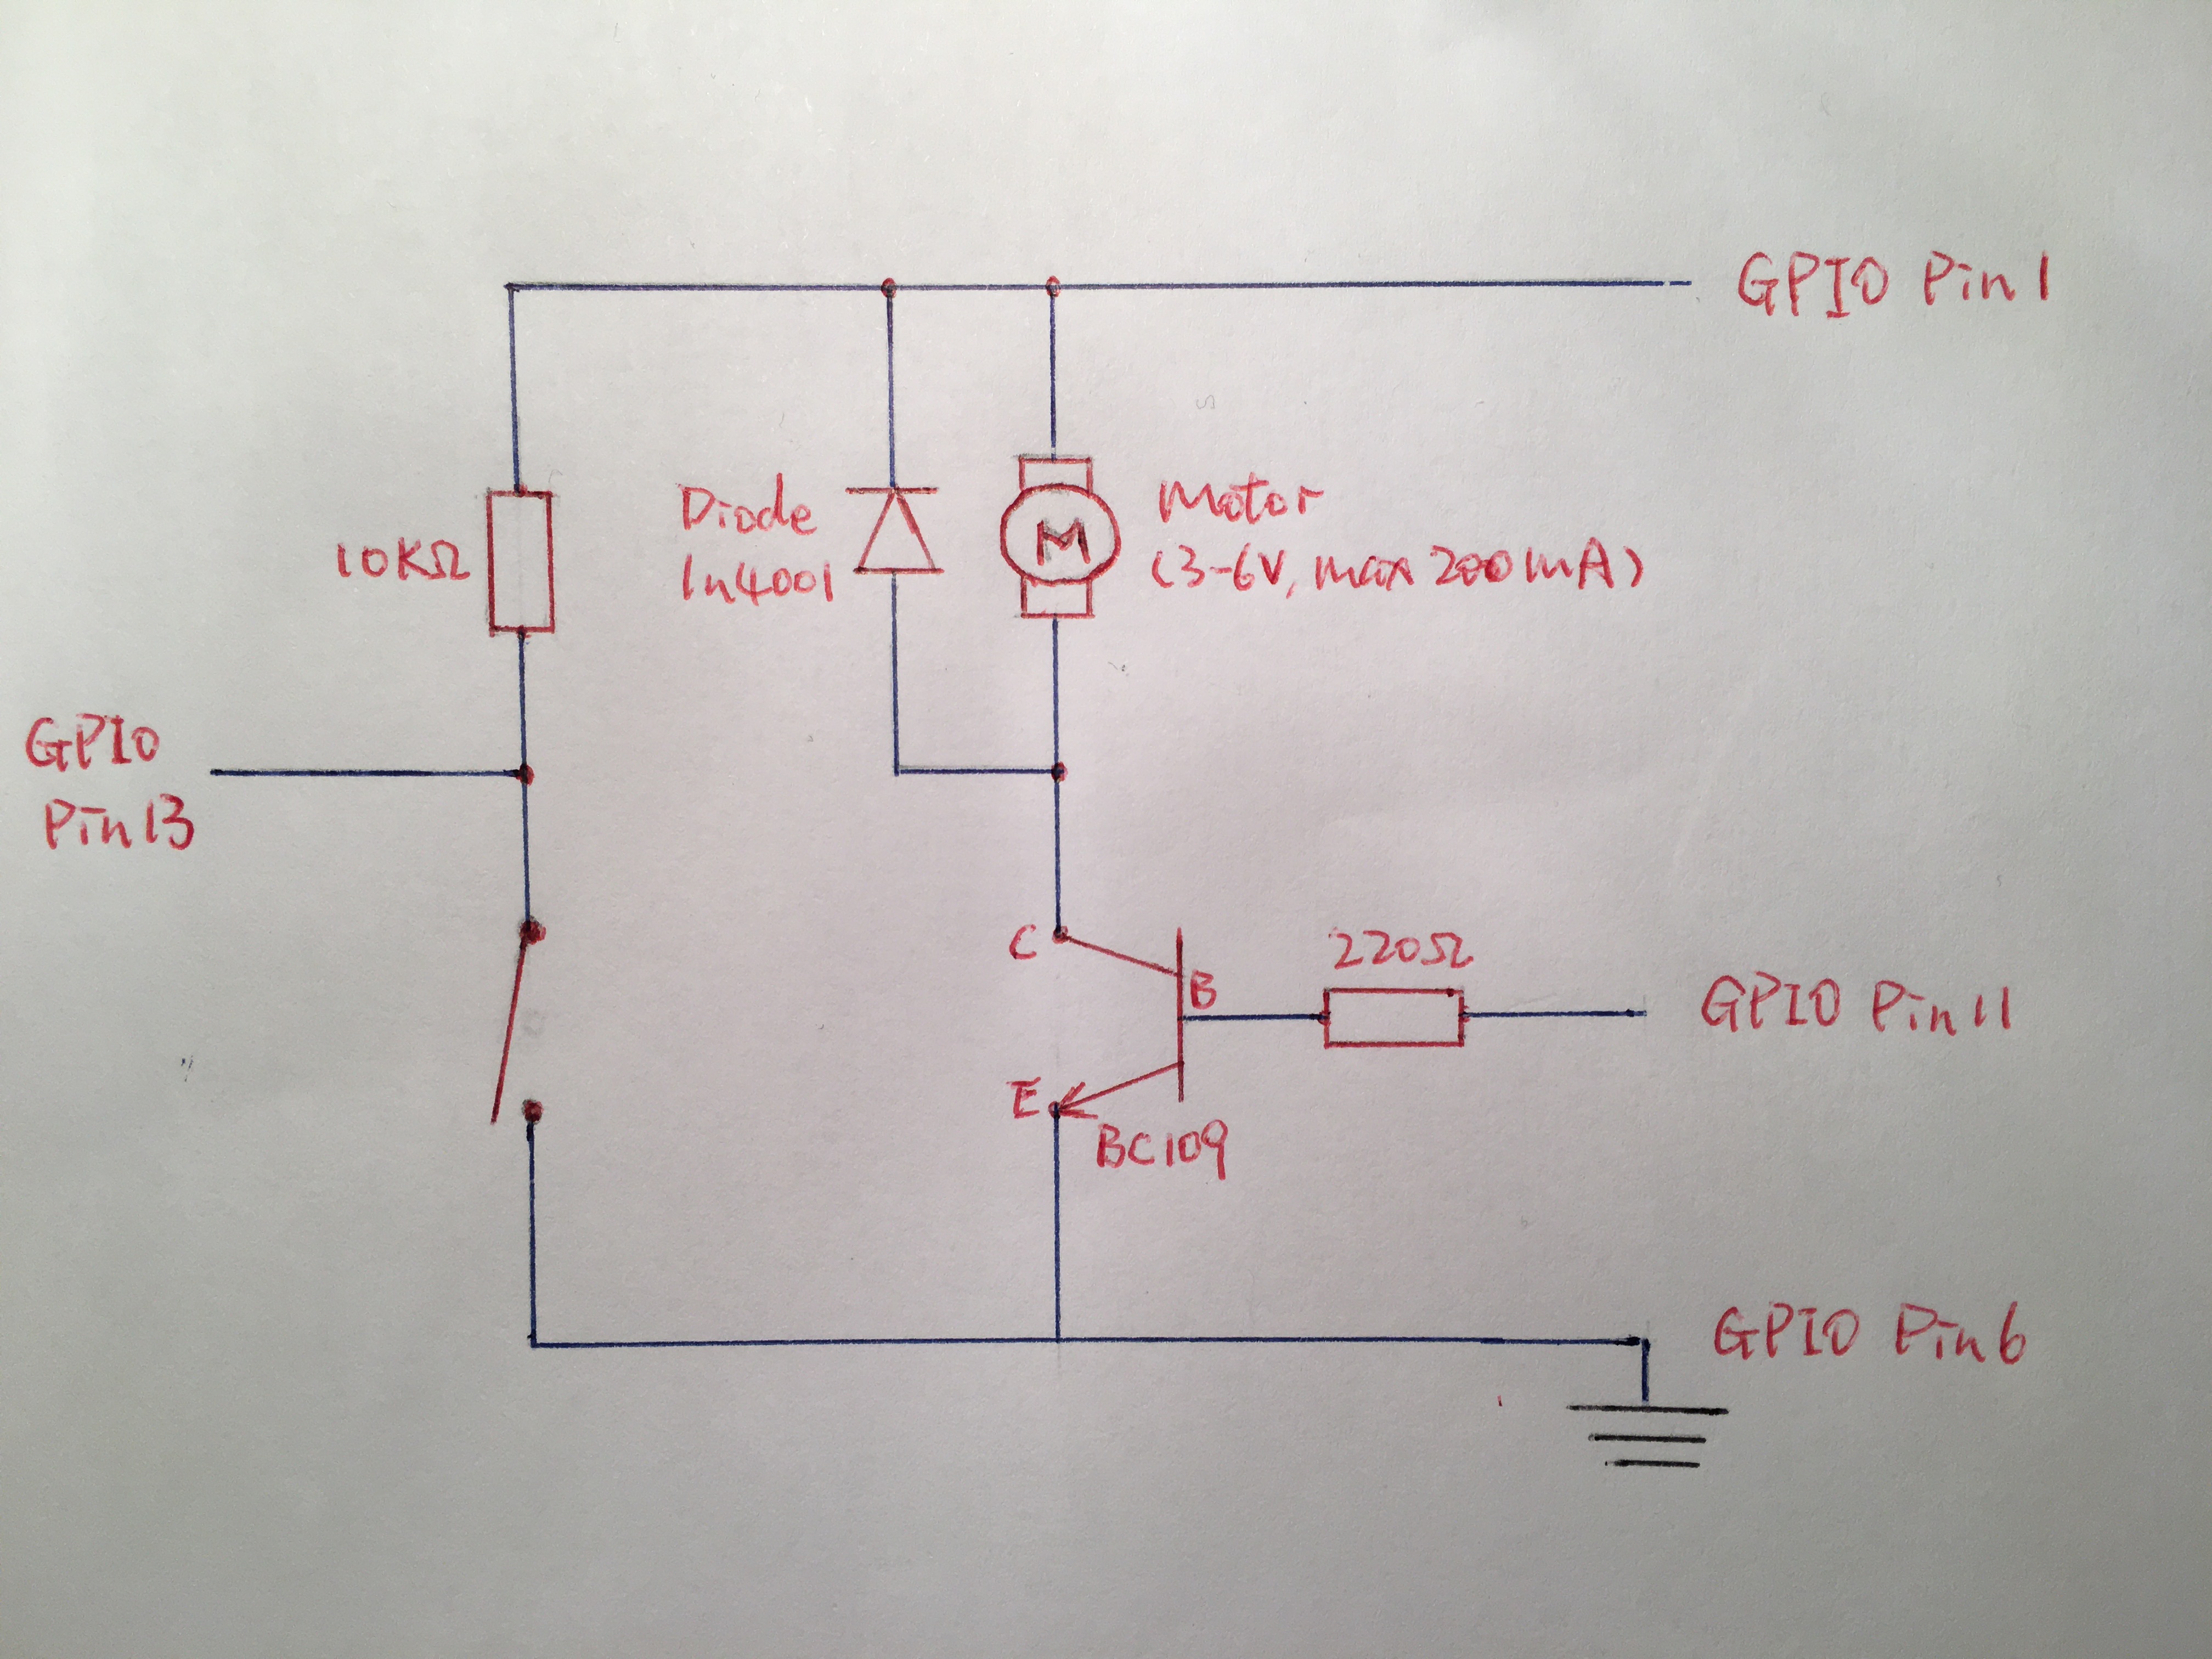 GPIO Pin 1
Diode
1n4001
Motor
(3-6V, max 200mA)
M
10KΩ
GPIO
Pin 13
C
B
220Ω
GPIO Pin 11
E
BC109
GPIO Pin 6